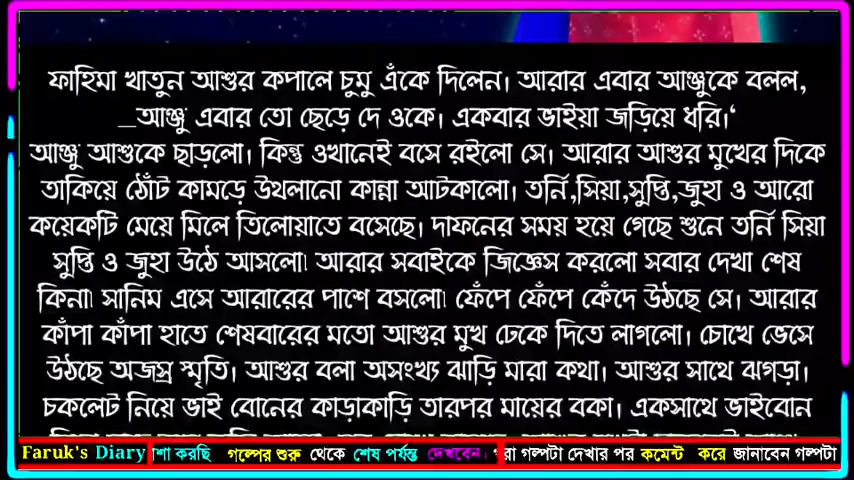 ফাহিমা খাতুন আশুর কপালে চুমু এঁকে দিলেন। আরার এবার আঞ্জুকে বলল,
_আঞ্জু এবার তো ছেড়ে দে ওকে। একবার ভাইয়া জড়িয়ে ধরি।‘
আঞ্জু আশুকে ছাড়লো। কিন্তু ওখানেই বসে রইলো সে। আরার আশুর মুখের দিকে
তাকিয়ে ঠোঁট কামড়ে উথলানো কান্না আটকালো। তর্নি,সিয়া,সুপ্তি,জুহা ও আরো
কয়েকটি মেয়ে মিলে তিলোয়াতে বসেছে। দাফনের সময় হয়ে গেছে শুনে তর্নি সিয়া
সুপ্তি ও জুহা উঠে আসলো৷ আরার সবাইকে জিজ্ঞেস করলো সবার দেখা শেষ
কিনা৷ সানিম এসে আরারের পাশে বসলো৷ ফেঁপে ফেঁপে কেঁদে উঠছে সে। আরার
কাঁপা কাঁপা হাতে শেষবারের মতো আশুর মুখ ঢেকে দিতে লাগলো। চোখে ভেসে
উঠছে অজস্র স্মৃতি। আশুর বলা অসংখ্য ঝাড়ি মারা কথা। আশুর সাথে ঝগড়া।
চকলেট নিয়ে ভাই বোনের কাড়াকাড়ি তারপর মায়ের বকা। একসাথে ভাইবোন
Faruk's Diary শা করছি গল্পের শুরু থেকে শেষ পর্যন্ত দেখবেন। গল্পটা দেখার পর কমেন্ট করে জানাবেন গল্পটা